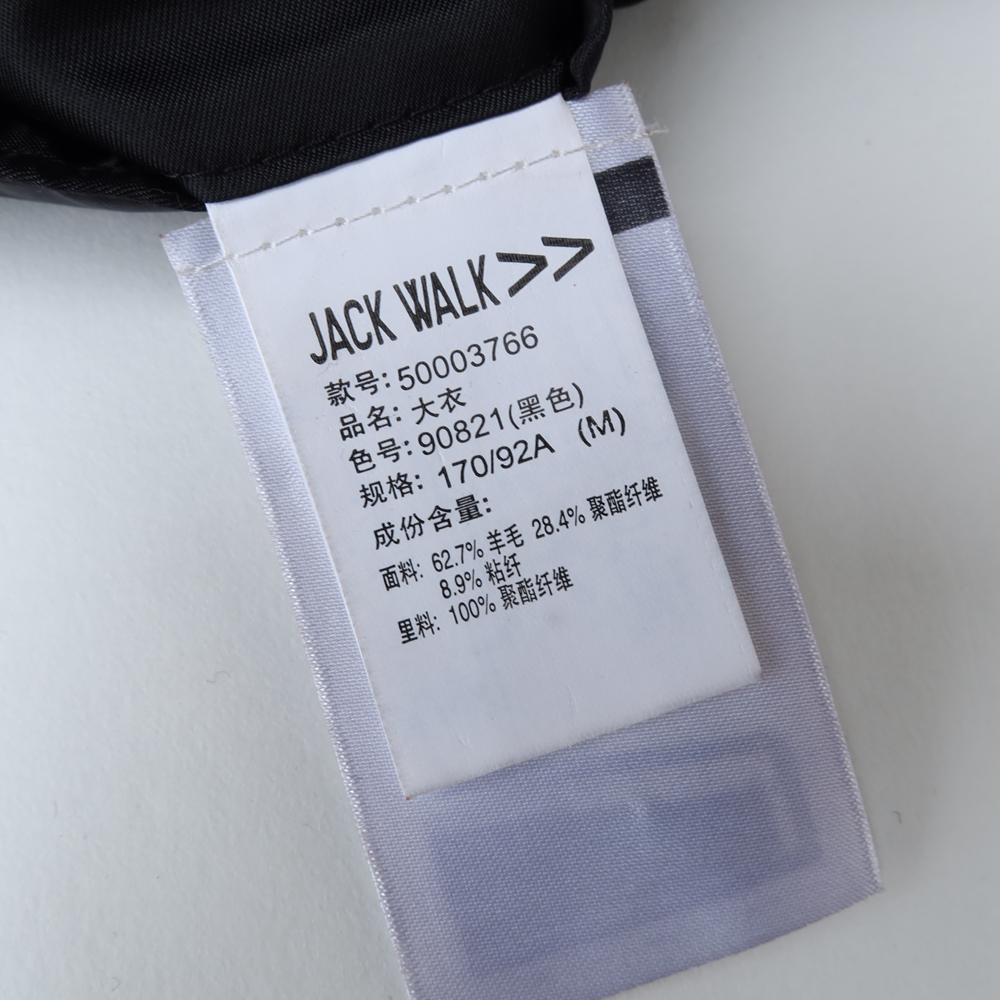 JACK WALK>>
款号: 50003766
品名: 大衣
色号: 90821(黑色)
规格: 170/92A (M)
成份含量:
面料: 62.7% 羊毛 28.4% 聚酯纤维
8.9% 粘纤
里料: 100% 聚酯纤维